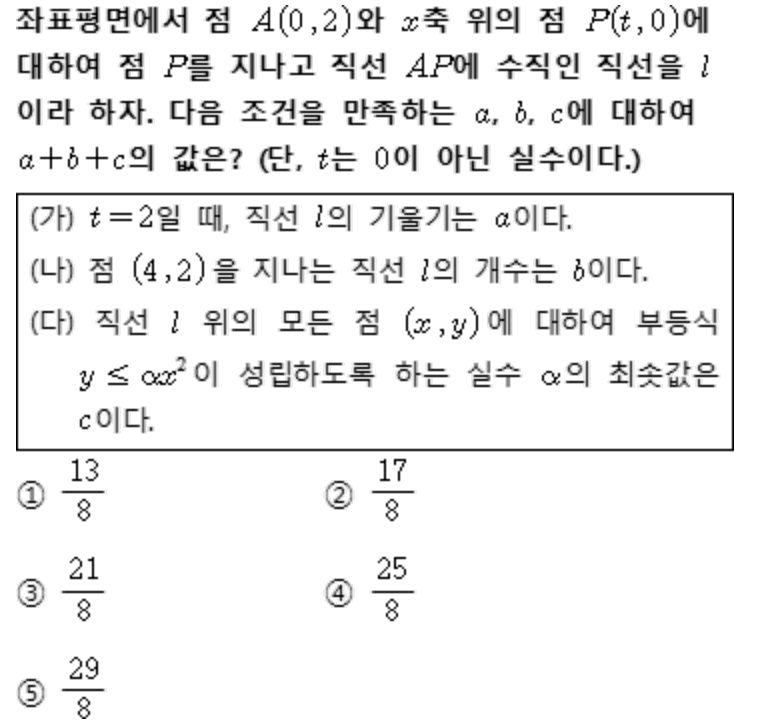 좌표평면에서 점 A(0,2)와 x축 위의 점 P(t,0)에
대하여 점 P를 지나고 직선 AP에 수직인 직선을 l
이라 하자. 다음 조건을 만족하는 a, b, c에 대하여
a+b+c의 값은? (단, t는 0이 아닌 실수이다.)
(가) t=2일 때, 직선 l의 기울기는 a이다.
(나) 점 (4,2)을 지나는 직선 l의 개수는 b이다.
(다) 직선 l 위의 모든 점 (x,y)에 대하여 부등식
y ≤ αx²이 성립하도록 하는 실수 α의 최솟값은
c이다.
① 13/8 ② 17/8
③ 21/8 ④ 25/8
⑤ 29/8